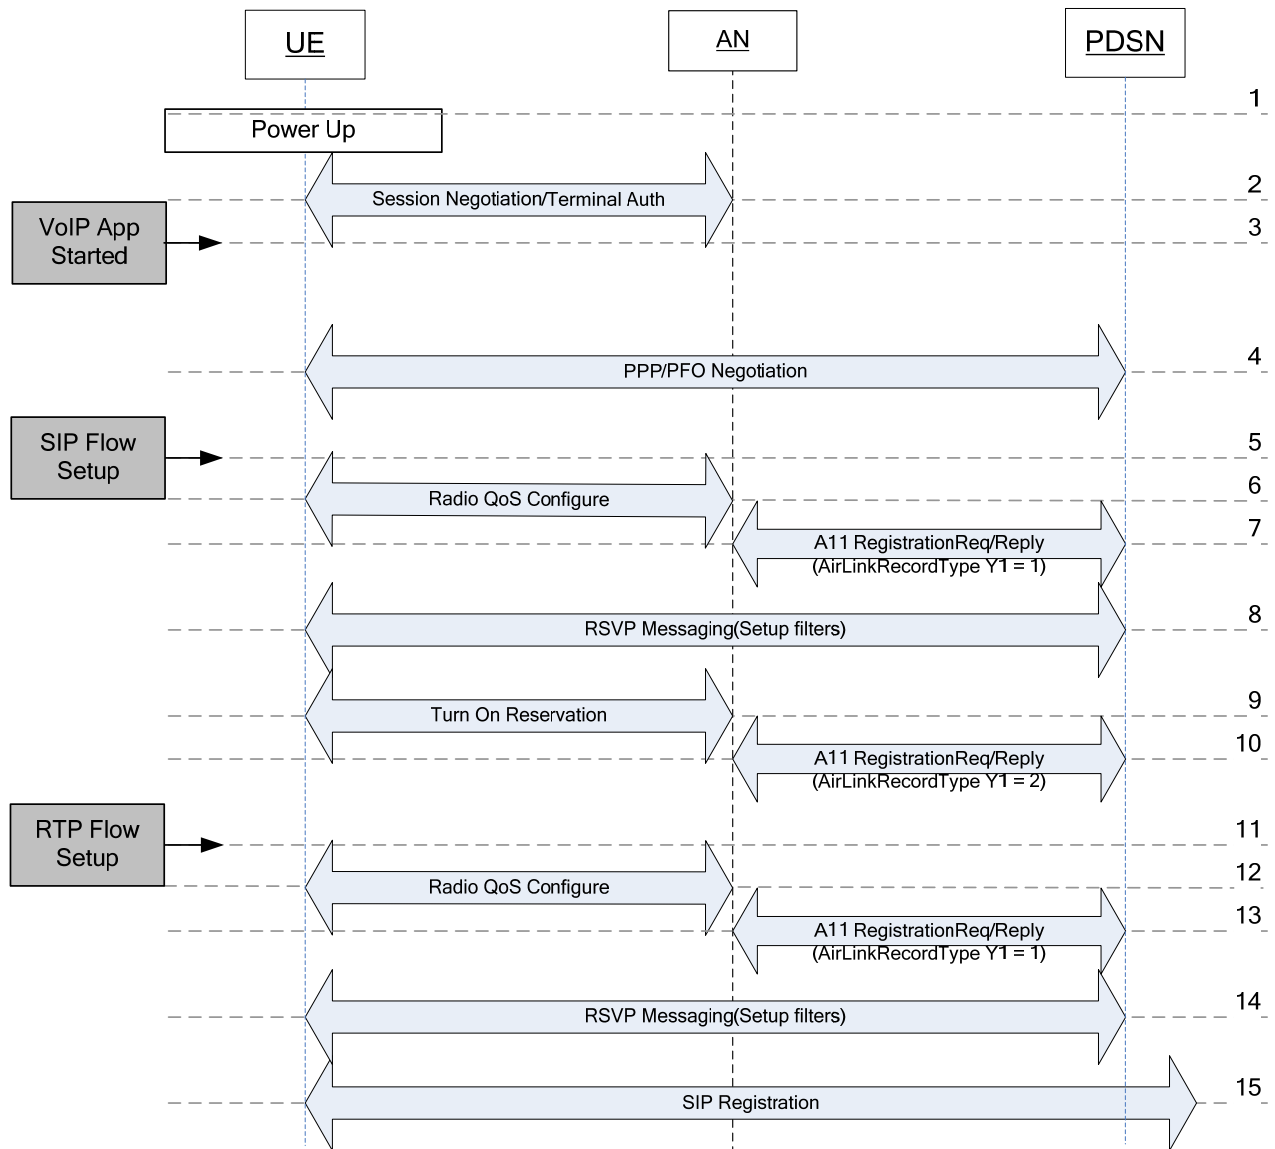 UE
AN
PDSN
1
Power Up
Session Negotiation/Terminal Auth
2
VoIP App
Started
3
PPP/PFO Negotiation
4
SIP Flow
Setup
5
Radio QoS Configure
6
A11 RegistrationReq/Reply
(AirLinkRecordType Y1 = 1)
7
RSVP Messaging(Setup filters)
8
Turn On Reservation
9
A11 RegistrationReq/Reply
(AirLinkRecordType Y1 = 2)
10
RTP Flow
Setup
11
Radio QoS Configure
12
A11 RegistrationReq/Reply
(AirLinkRecordType Y1 = 1)
13
RSVP Messaging(Setup filters)
14
SIP Registration
15